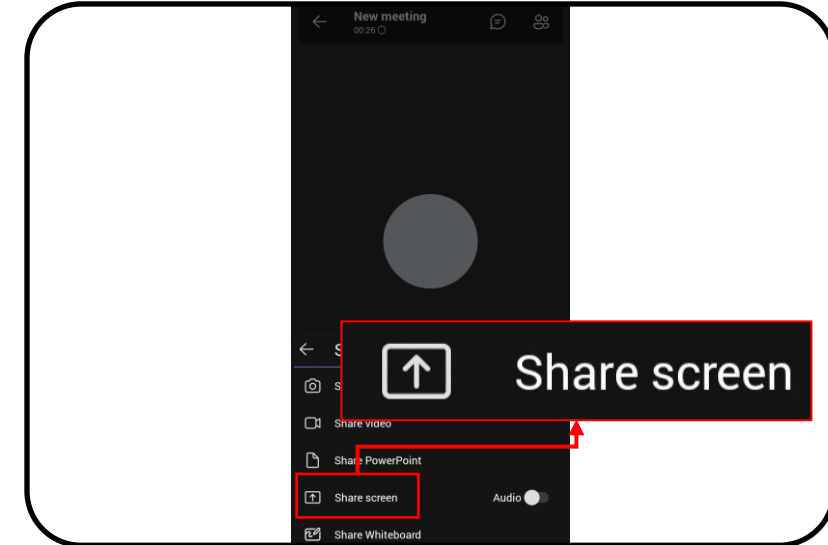 New meeting
00:26
Share screen
Share video
Share PowerPoint
Share screen Audio
Share Whiteboard